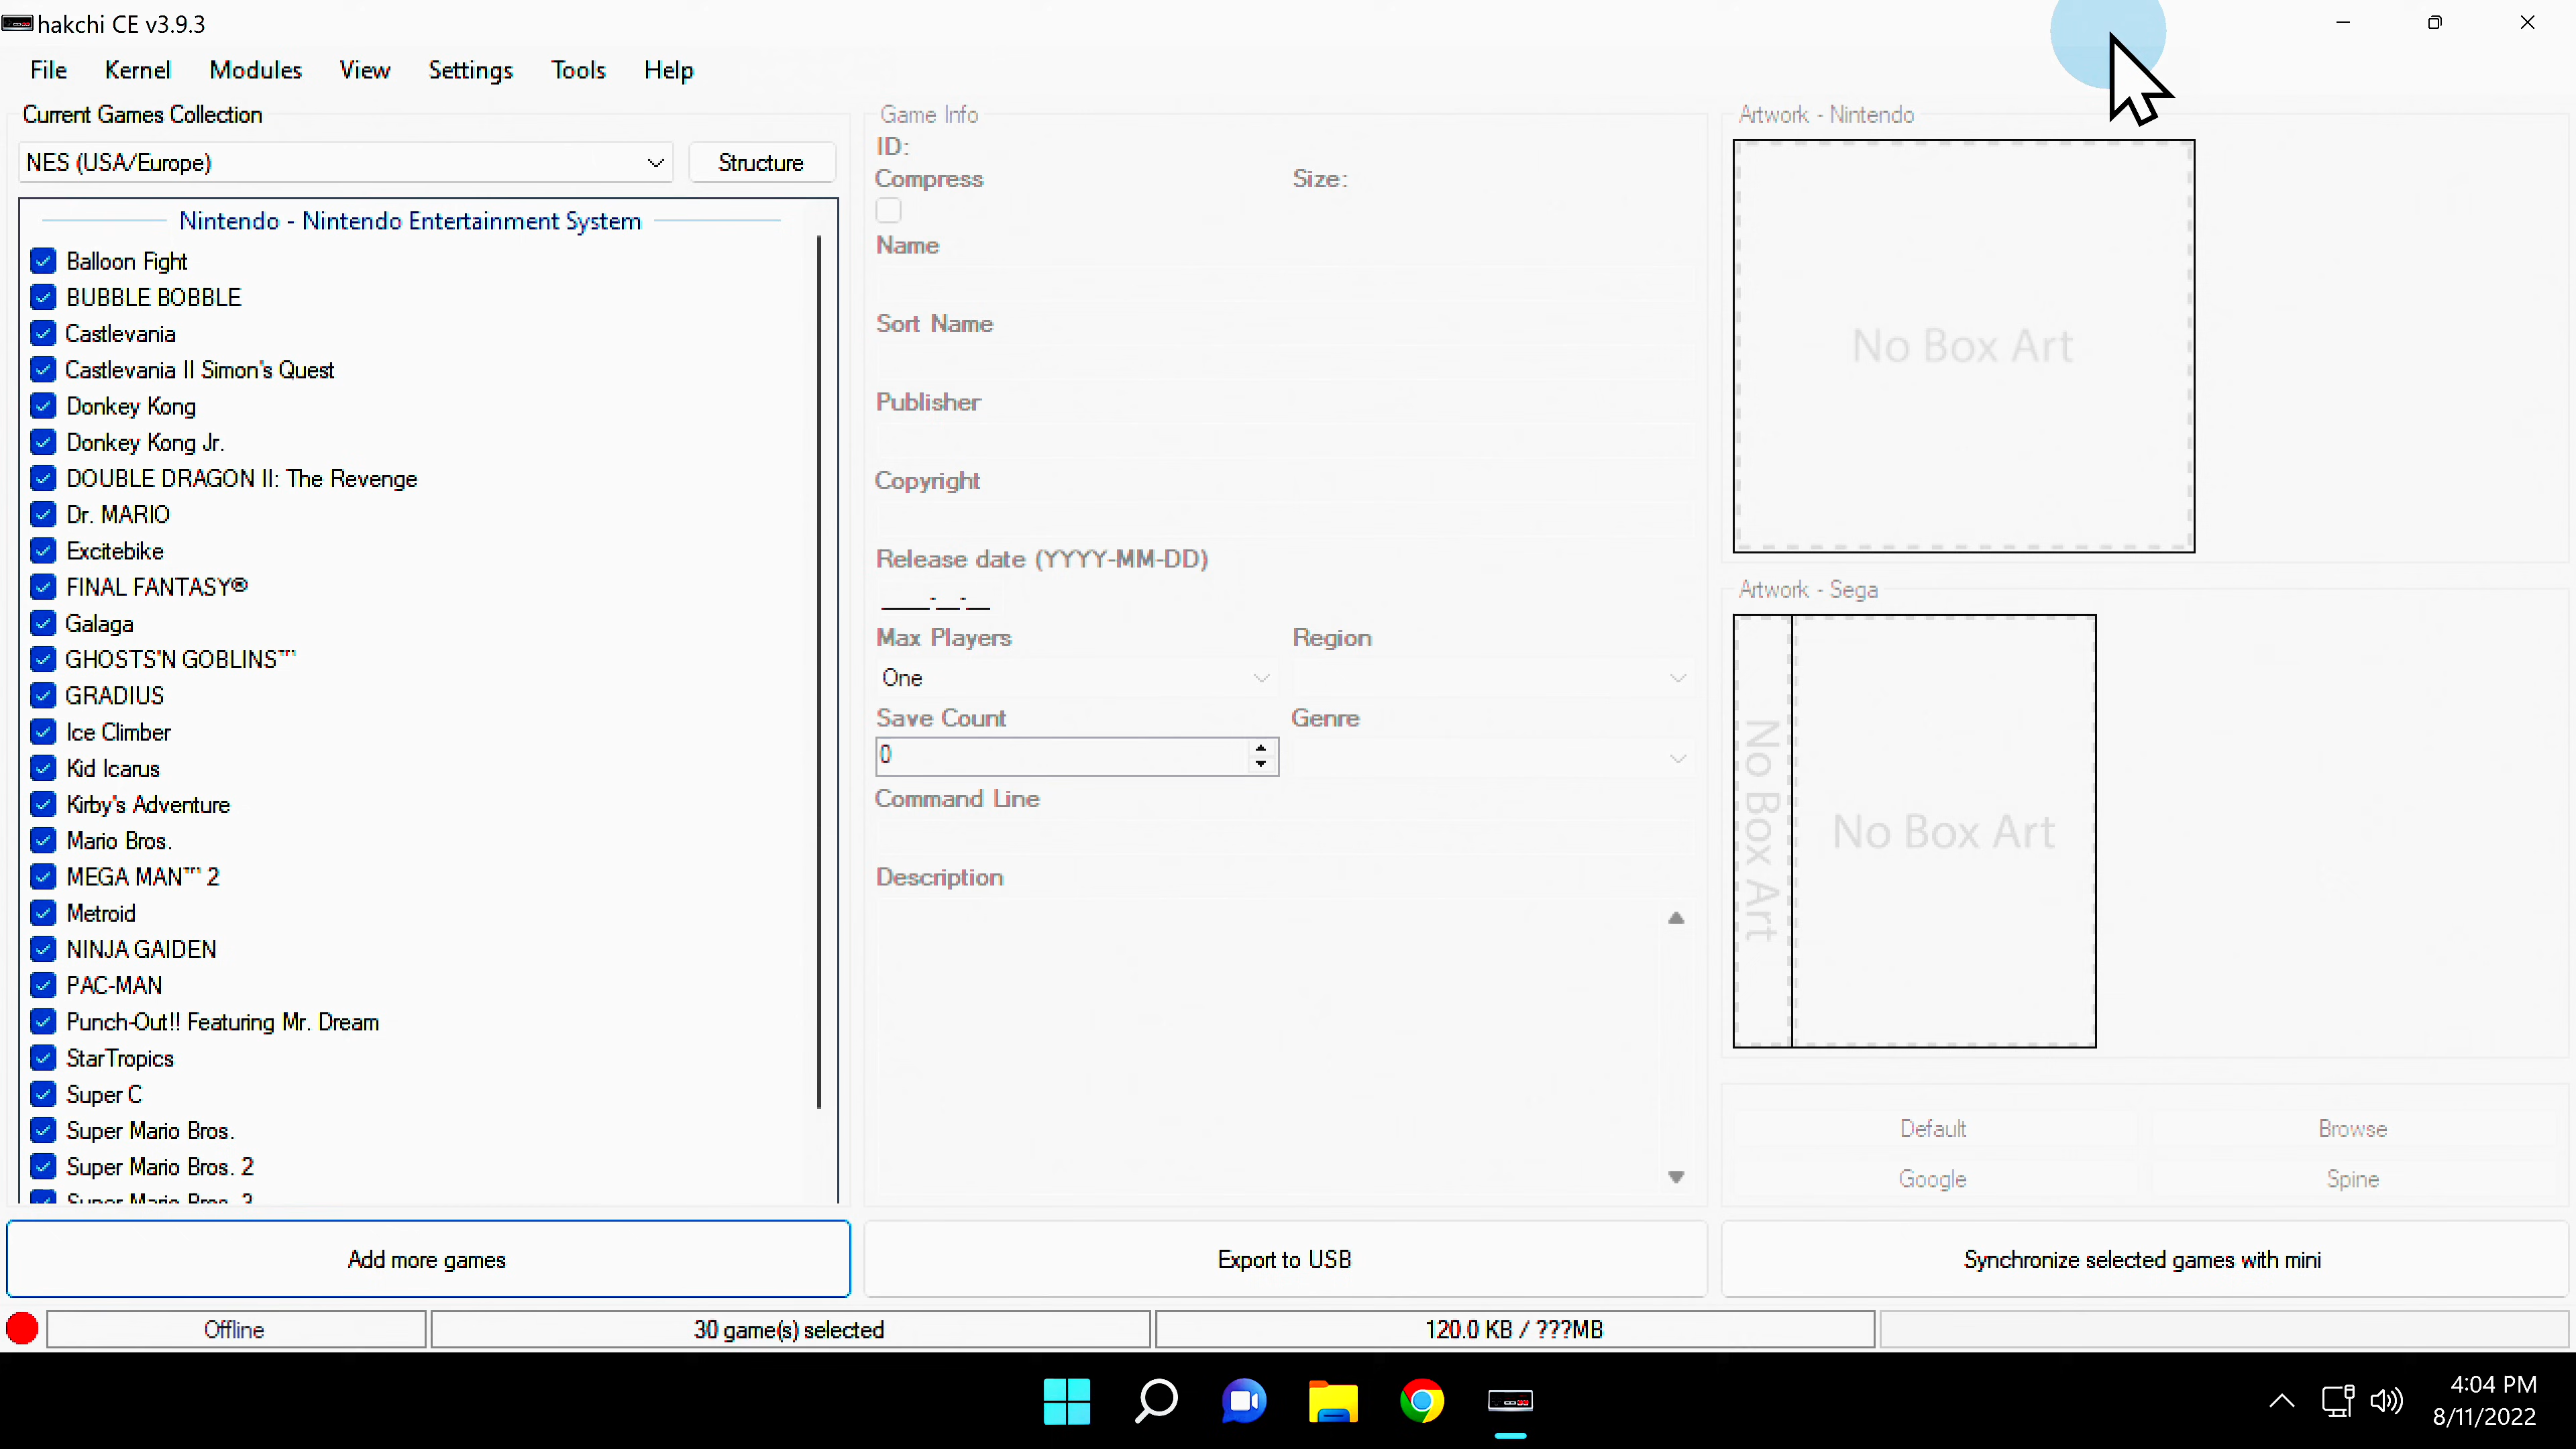 hakchi CE v3.9.3
File Kernel Modules View Settings Tools Help
Current Games Collection
NES (USA/Europe) Structure
Nintendo - Nintendo Entertainment System
Balloon Fight
BUBBLE BOBBLE
Castlevania
Castlevania II Simon's Quest
Donkey Kong
Donkey Kong Jr.
DOUBLE DRAGON II: The Revenge
Dr. MARIO
Excitebike
FINAL FANTASY®
Galaga
GHOSTS'N GOBLINS™
GRADIUS
Ice Climber
Kid Icarus
Kirby's Adventure
Mario Bros.
MEGA MAN™ 2
Metroid
NINJA GAIDEN
PAC-MAN
Punch-Out!! Featuring Mr. Dream
StarTropics
Super C
Super Mario Bros.
Super Mario Bros. 2
Super Mario Bros. 3
Game Info
ID:
Compress Size:
Name
Sort Name
Publisher
Copyright
Release date (YYYY-MM-DD)
____-__-__
Max Players Region
One
Save Count Genre
0
Command Line
Description
Artwork - Nintendo
No Box Art
Artwork - Sega
No Box Art
No Box Art
Default Browse
Google Spine
Add more games Export to USB Synchronize selected games with mini
Offline 30 game(s) selected 120.0 KB / ???MB
4:04 PM
8/11/2022